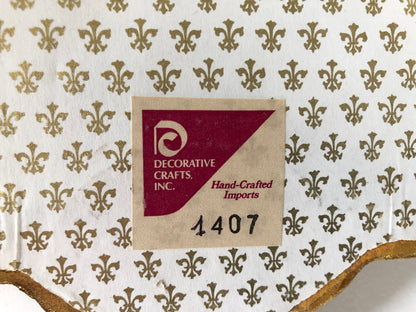 DECORATIVE
CRAFTS,
INC.
Hand-Crafted
Imports
1407